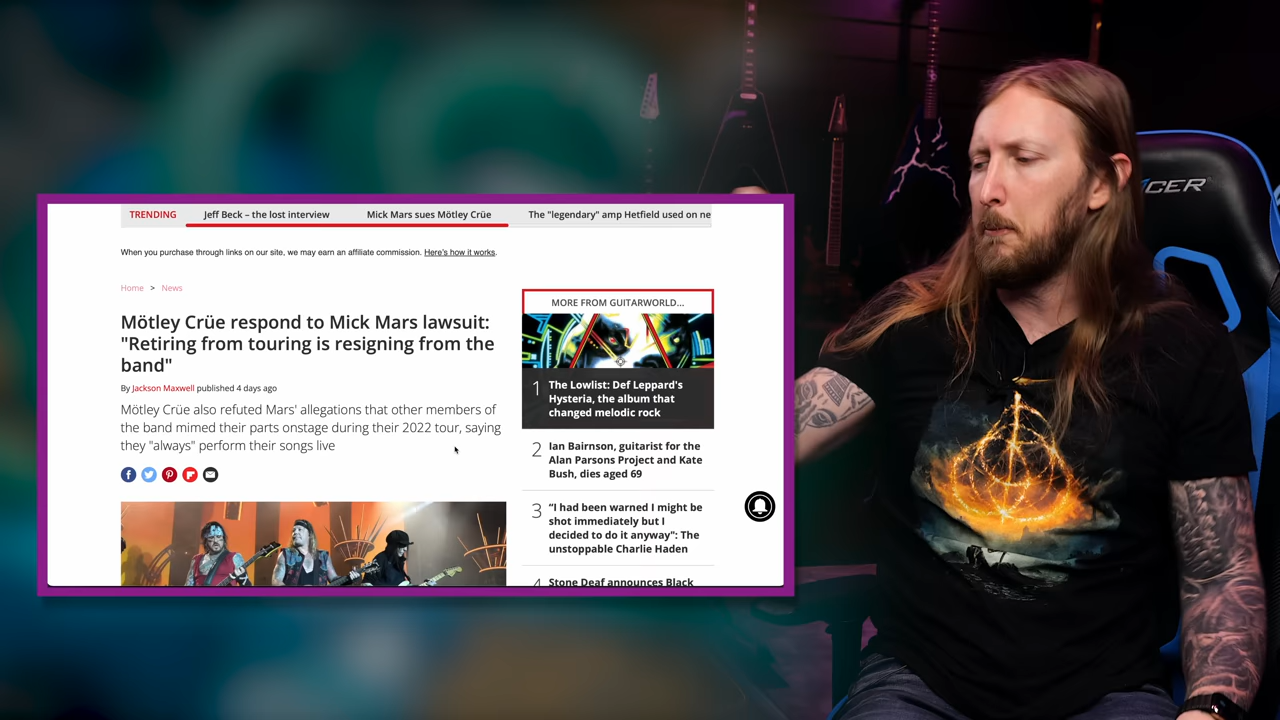 TRENDING Jeff Beck – the lost interview Mick Mars sues Mötley Crüe The "legendary" amp Hetfield used on ne
When you purchase through links on our site, we may earn an affiliate commission. Here's how it works.
Home > News
Mötley Crüe respond to Mick Mars lawsuit:
"Retiring from touring is resigning from the
band"
By Jackson Maxwell published 4 days ago
Mötley Crüe also refuted Mars' allegations that other members of
the band mimed their parts onstage during their 2022 tour, saying
they "always" perform their songs live
MORE FROM GUITARWORLD...
1 The Lowlist: Def Leppard's
Hysteria, the album that
changed melodic rock
2 Ian Bairnson, guitarist for the
Alan Parsons Project and Kate
Bush, dies aged 69
3 “I had been warned I might be
shot immediately but I
decided to do it anyway": The
unstoppable Charlie Haden
4 Stone Deaf announces Black
CER